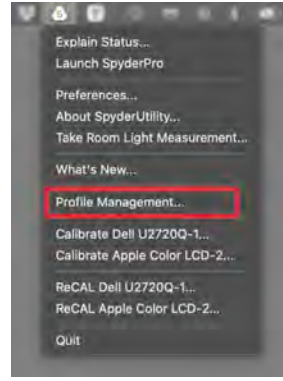 Explain Status...
Launch SpyderPro
Preferences...
About SpyderUtility...
Take Room Light Measurement...
What's New...
Profile Management...
Calibrate Dell U2720Q-1...
Calibrate Apple Color LCD-2...
ReCAL Dell U2720Q-1...
ReCAL Apple Color LCD-2...
Quit